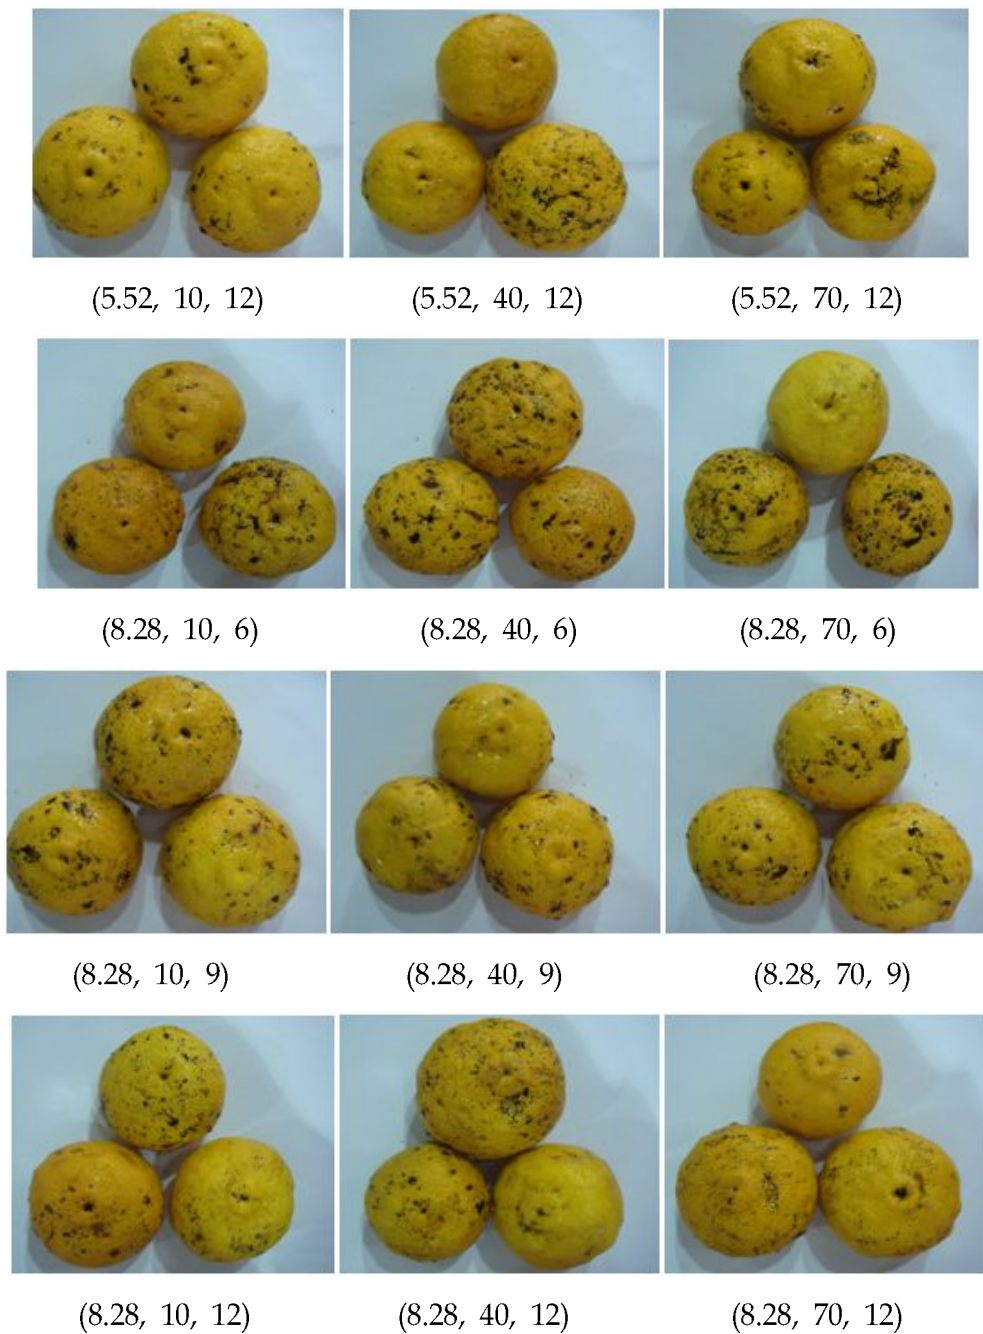 (5.52, 10, 12) (5.52, 40, 12) (5.52, 70, 12)
(8.28, 10, 6) (8.28, 40, 6) (8.28, 70, 6)
(8.28, 10, 9) (8.28, 40, 9) (8.28, 70, 9)
(8.28, 10, 12) (8.28, 40, 12) (8.28, 70, 12)